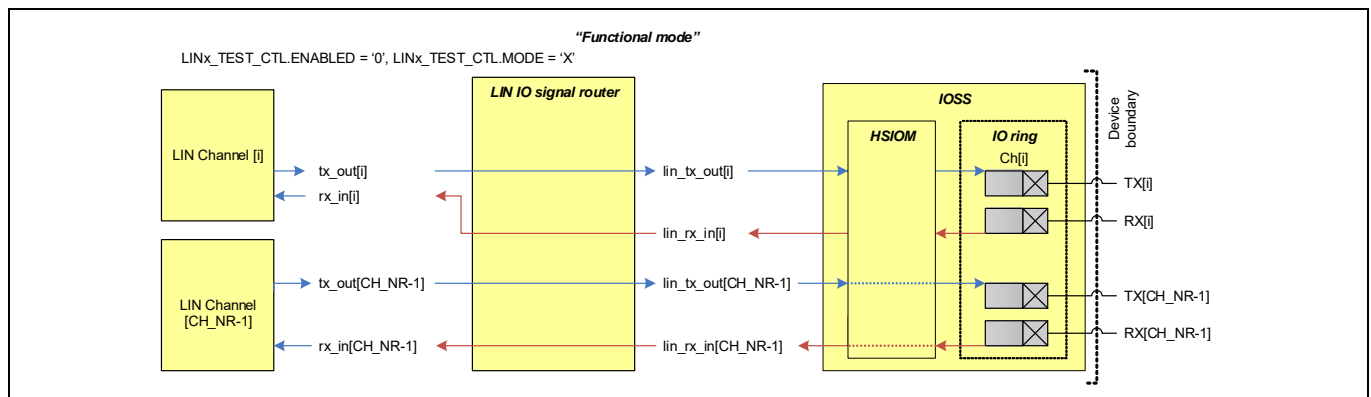 “Functional mode”
LINx_TEST_CTL.ENABLED = ‘0’, LINx_TEST_CTL.MODE = ‘X’
LIN IO signal router
IOSS
HSIOM
IO ring
Device
boundary
LIN Channel [i]
Ch[i]
tx_out[i]
lin_tx_out[i]
TX[i]
rx_in[i]
RX[i]
lin_rx_in[i]
LIN Channel
[CH_NR-1]
tx_out[CH_NR-1]
lin_tx_out[CH_NR-1]
TX[CH_NR-1]
RX[CH_NR-1]
rx_in[CH_NR-1]
lin_rx_in[CH_NR-1]